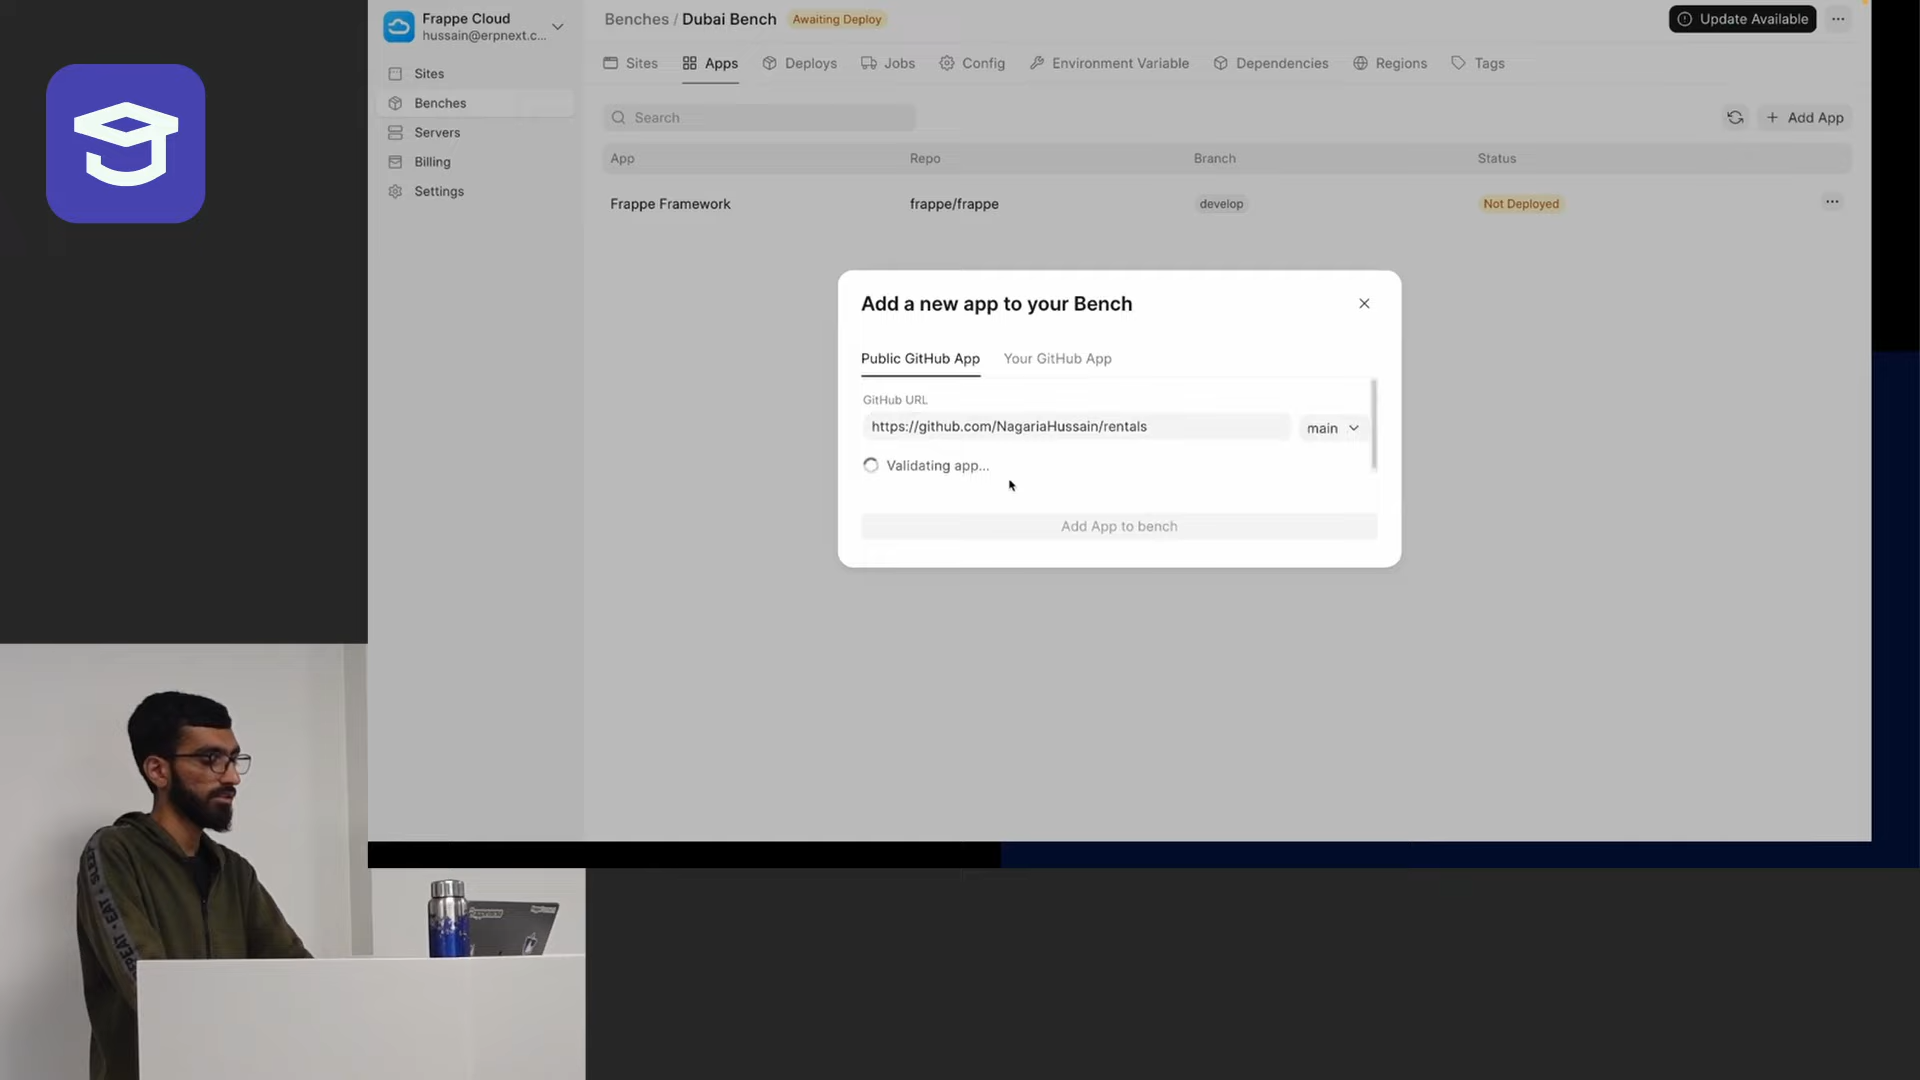 Frappe Cloud
hussain@erpnext.c...
Sites
Benches
Servers
Billing
Settings
Benches / Dubai Bench
Awaiting Deploy
Update Available
Sites
Apps
Deploys
Jobs
Config
Environment Variable
Dependencies
Regions
Tags
Search
Add App
App
Repo
Branch
Status
Frappe Framework
frappe/frappe
develop
Not Deployed
Add a new app to your Bench
Public GitHub App
Your GitHub App
GitHub URL
https://github.com/NagariaHussain/rentals
main
Validating app...
Add App to bench
EAT